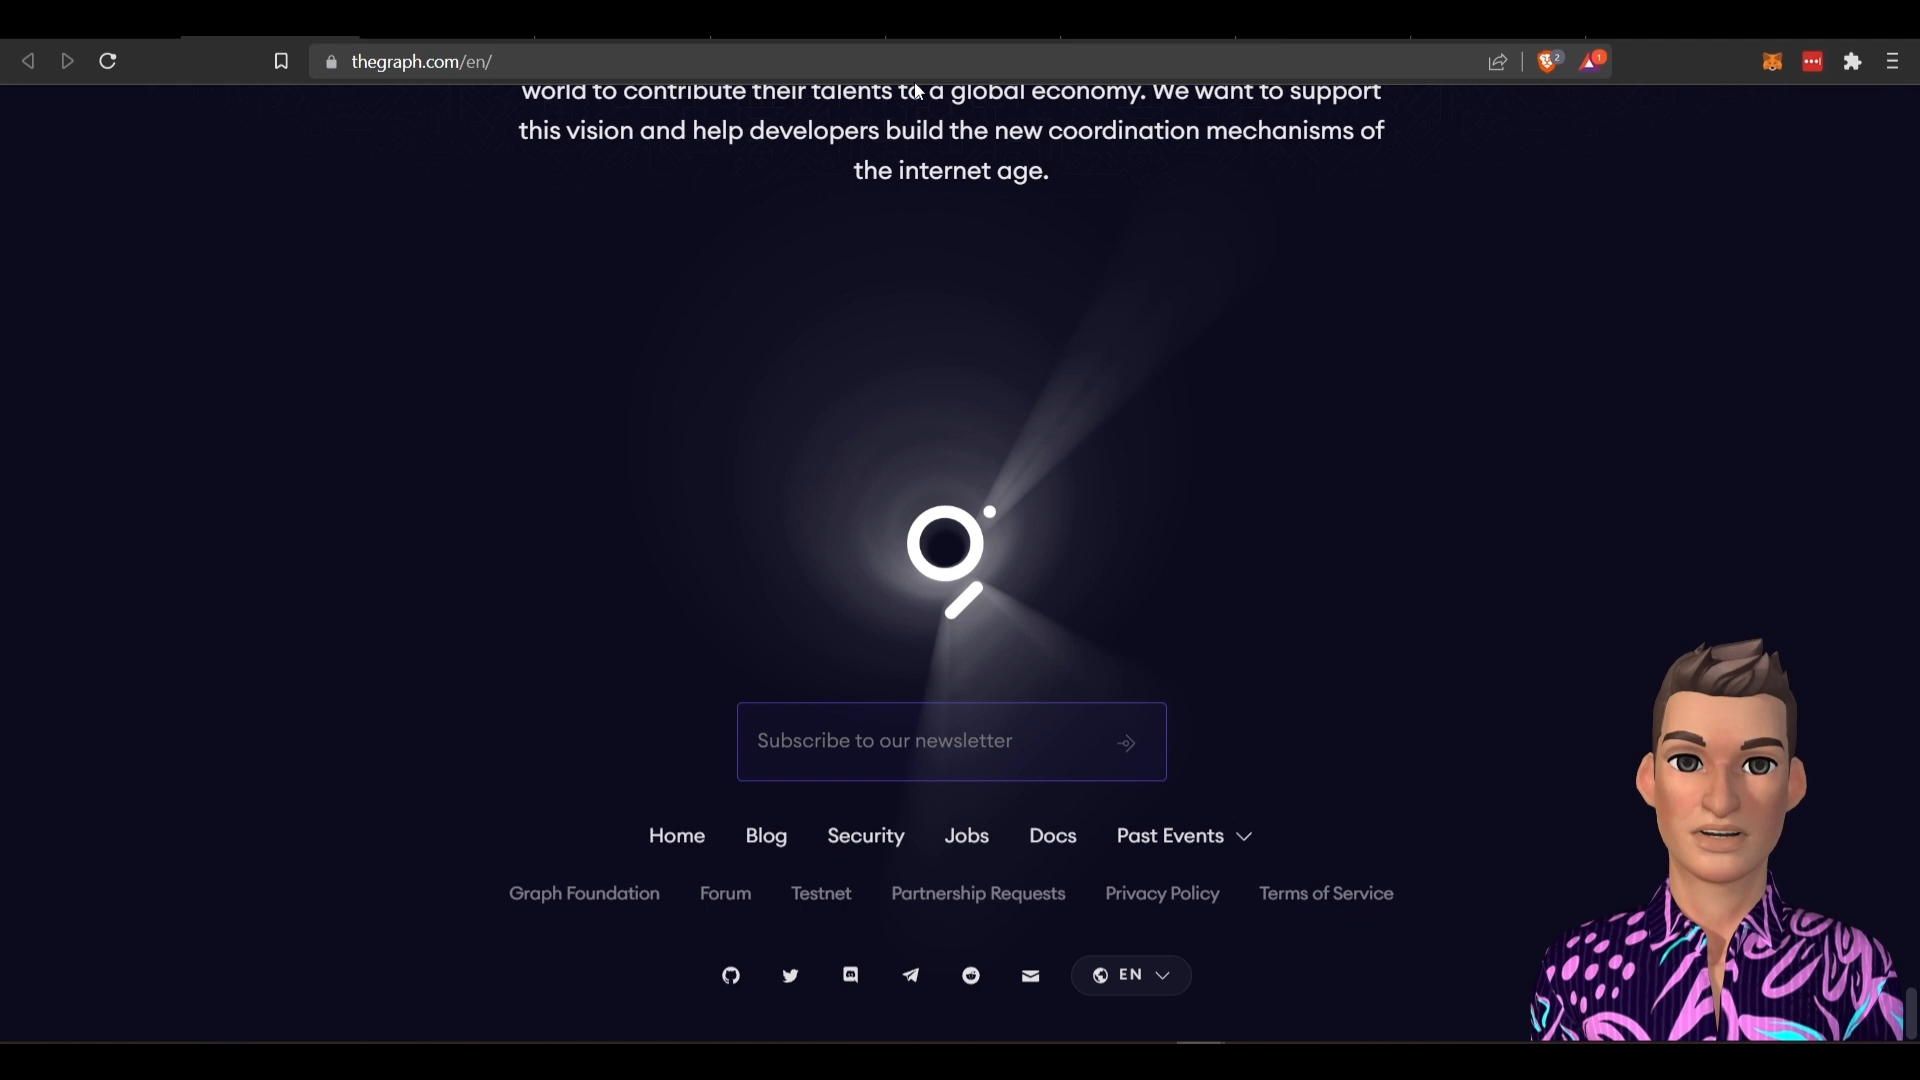 thegraph.com/en/
2
1
world to contribute their talents to a global economy. We want to support
this vision and help developers build the new coordination mechanisms of
the internet age.
Subscribe to our newsletter
Home Blog Security Jobs Docs Past Events
Graph Foundation Forum Testnet Partnership Requests Privacy Policy Terms of Service
EN